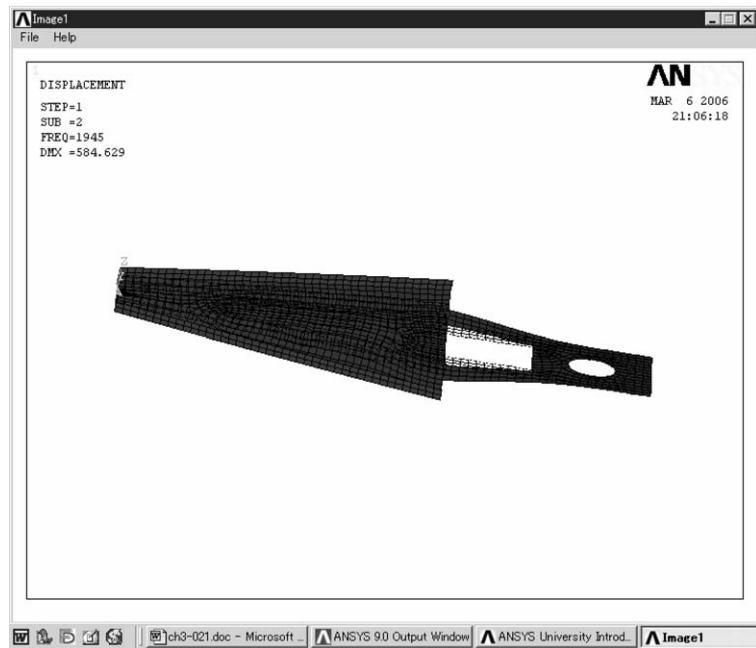 Image1
File Help
1
DISPLACEMENT
STEP=1
SUB =2
FREQ=1945
DMX =584.629
ANSYS
MAR 6 2006
21:06:18
Z
ch3-021.doc - Microsoft ...
ANSYS 9.0 Output Window
ANSYS University Introd...
Image1